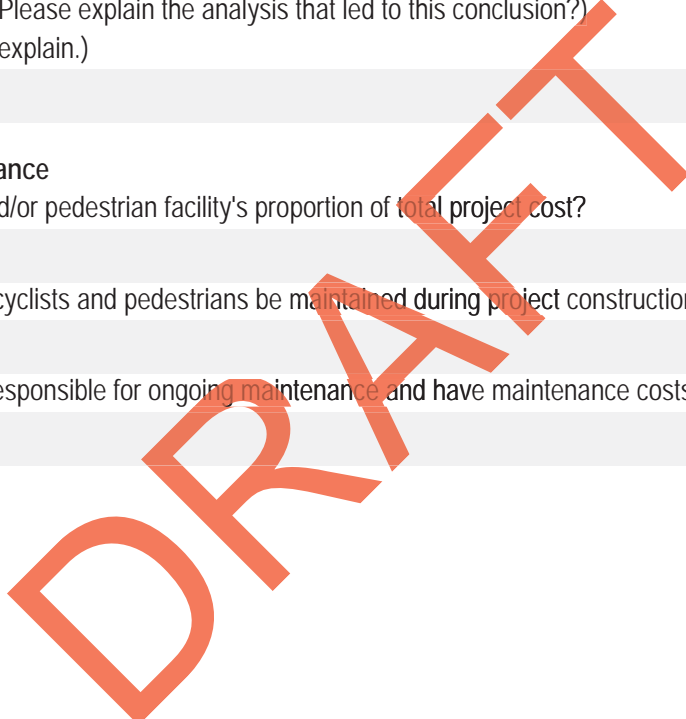 Please explain the analysis that led to this conclusion?)
explain.)
ance
d/or pedestrian facility's proportion of total project cost?
cyclists and pedestrians be maintained during project construction
esponsible for ongoing maintenance and have maintenance costs
DRAFT